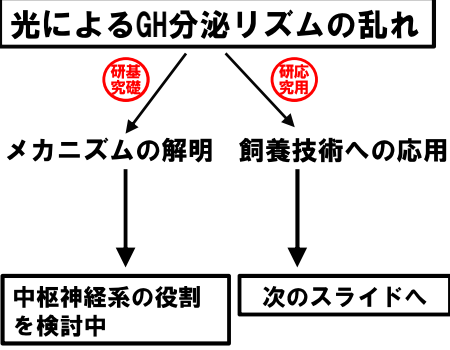 光によるGH分泌リズムの乱れ
基礎
研究
応用
研究
メカニズムの解明
飼養技術への応用
中枢神経系の役割
を検討中
次のスライドへ